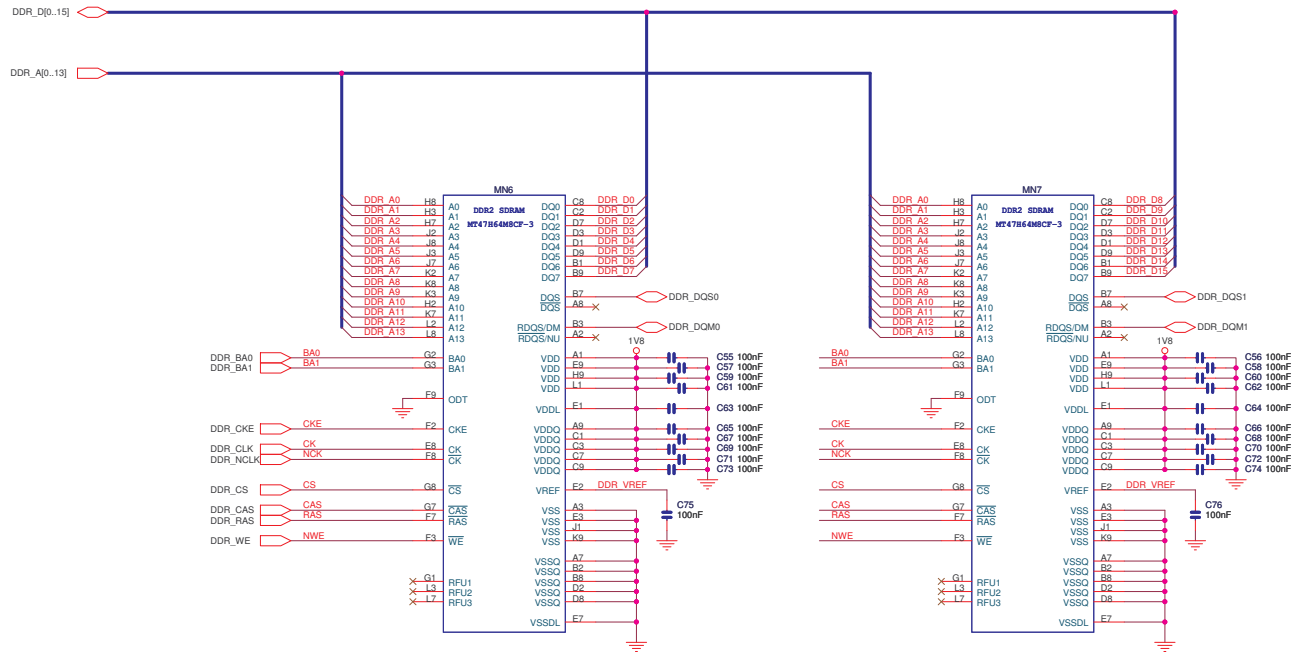 DDR_D[0..15]
DDR_A[0..13]
MN6
DDR2 SDRAM
MT47H64M8CF-3
DDR_A0 H8 A0
DDR_A1 H3 A1
DDR_A2 H7 A2
DDR_A3 J2 A3
DDR_A4 J8 A4
DDR_A5 J3 A5
DDR_A6 J7 A6
DDR_A7 K2 A7
DDR_A8 K8 A8
DDR_A9 K3 A9
DDR_A10 H2 A10
DDR_A11 K7 A11
DDR_A12 L2 A12
DDR_A13 L8 A13
DDR_BA0 BA0 G2 BA0
DDR_BA1 BA1 G3 BA1
F9 ODT
DDR_CKE CKE F2 CKE
DDR_CLK CK E8 CK
DDR_NCLK NCK F8 CK
DDR_CS CS G8 CS
DDR_CAS CAS G7 CAS
DDR_RAS RAS F7 RAS
DDR_WE NWE F3 WE
G1 RFU1
L3 RFU2
L7 RFU3
DQ0 C8 DDR_D0
DQ1 C2 DDR_D1
DQ2 D7 DDR_D2
DQ3 D3 DDR_D3
DQ4 D1 DDR_D4
DQ5 D9 DDR_D5
DQ6 B1 DDR_D6
DQ7 B9 DDR_D7
DQS B7 DDR_DQS0
DQS A8
RDQS/DM B3 DDR_DQM0
RDQS/NU A2
1V8
VDD A1 C55 100nF
VDD E9 C57 100nF
VDD H9 C59 100nF
VDD L1 C61 100nF
VDDL E1 C63 100nF
VDDQ A9 C65 100nF
VDDQ C1 C67 100nF
VDDQ C3 C69 100nF
VDDQ C7 C71 100nF
VDDQ C9 C73 100nF
VREF E2 DDR_VREF
C75
100nF
VSS A3
VSS E3
VSS J1
VSS K9
VSSQ A7
VSSQ B2
VSSQ B8
VSSQ D2
VSSQ D8
VSSDL E7
MN7
DDR2 SDRAM
MT47H64M8CF-3
DDR_A0 H8 A0
DDR_A1 H3 A1
DDR_A2 H7 A2
DDR_A3 J2 A3
DDR_A4 J8 A4
DDR_A5 J3 A5
DDR_A6 J7 A6
DDR_A7 K2 A7
DDR_A8 K8 A8
DDR_A9 K3 A9
DDR_A10 H2 A10
DDR_A11 K7 A11
DDR_A12 L2 A12
DDR_A13 L8 A13
BA0 G2 BA0
BA1 G3 BA1
F9 ODT
CKE F2 CKE
CK E8 CK
NCK F8 CK
CS G8 CS
CAS G7 CAS
RAS F7 RAS
NWE F3 WE
G1 RFU1
L3 RFU2
L7 RFU3
DQ0 C8 DDR_D8
DQ1 C2 DDR_D9
DQ2 D7 DDR_D10
DQ3 D3 DDR_D11
DQ4 D1 DDR_D12
DQ5 D9 DDR_D13
DQ6 B1 DDR_D14
DQ7 B9 DDR_D15
DQS B7 DDR_DQS1
DQS A8
RDQS/DM B3 DDR_DQM1
RDQS/NU A2
1V8
VDD A1 C56 100nF
VDD E9 C58 100nF
VDD H9 C60 100nF
VDD L1 C62 100nF
VDDL E1 C64 100nF
VDDQ A9 C66 100nF
VDDQ C1 C68 100nF
VDDQ C3 C70 100nF
VDDQ C7 C72 100nF
VDDQ C9 C74 100nF
VREF E2 DDR_VREF
C76
100nF
VSS A3
VSS E3
VSS J1
VSS K9
VSSQ A7
VSSQ B2
VSSQ B8
VSSQ D2
VSSQ D8
VSSDL E7